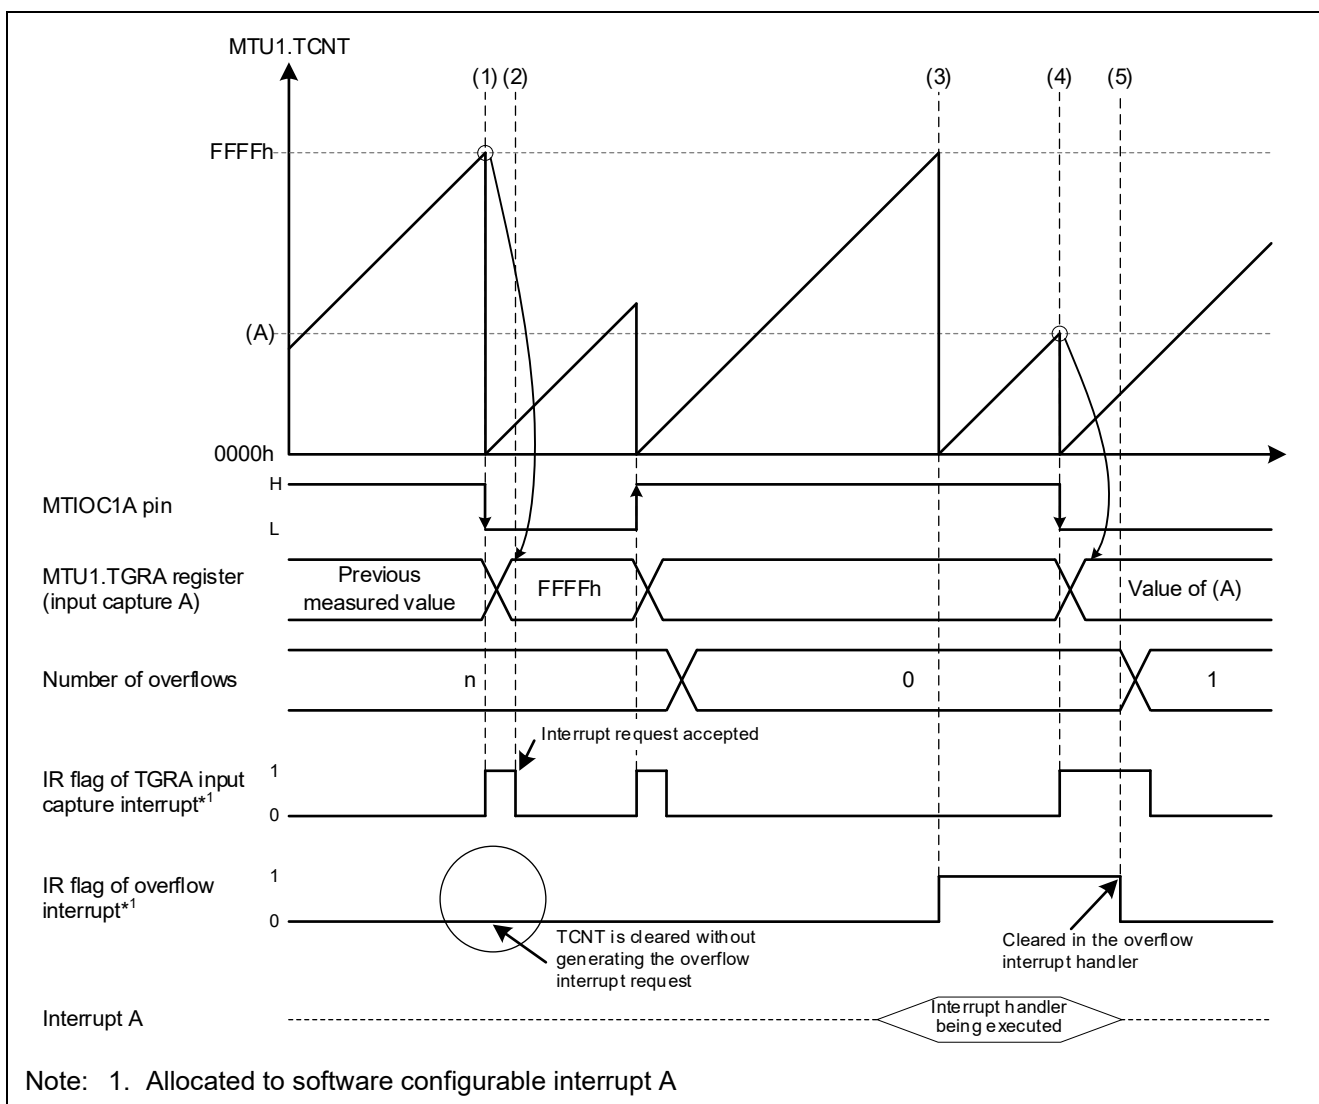 MTU1.TCNT
(1) (2) (3) (4) (5)
FFFFh
(A)
0000h
H
MTIOC1A pin
L
MTU1.TGRA register
(input capture A)
Previous
measured value
FFFFh
Value of (A)
Number of overflows
n
0
1
Interrupt request accepted
IR flag of TGRA input
capture interrupt*1
1
0
IR flag of overflow
interrupt*1
1
0
TCNT is cleared without
generating the overflow
interrupt request
Cleared in the overflow
interrupt handler
Interrupt A
Interrupt handler
being executed
Note: 1. Allocated to software configurable interrupt A